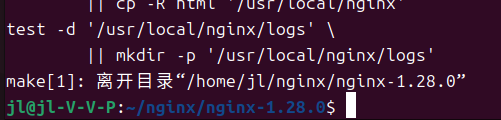 || cp -R html '/usr/local/nginx'
test -d '/usr/local/nginx/logs' \
|| mkdir -p '/usr/local/nginx/logs'
make[1]: 离开目录“/home/jl/nginx/nginx-1.28.0”
jl@jl-V-V-P:~/nginx/nginx-1.28.0$